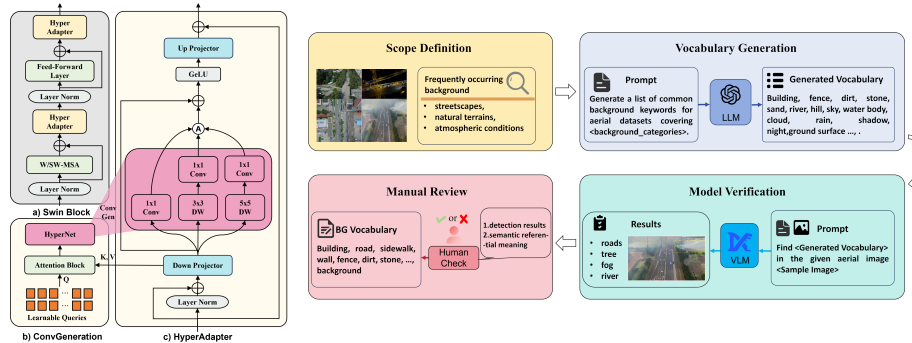 Hyper
Adapter
Feed-Forward
Layer
Layer Norm
Hyper
Adapter
W/SW-MSA
Layer Norm
a) Swin Block
Conv
Gen
HyperNet
Attention Block
K, V
Q
...
...
Learnable Queries
b) ConvGeneration
Up Projector
GeLU
A
1x1
Conv
1x1
Conv
1x1
Conv
3x3
DW
5x5
DW
Down Projector
Layer Norm
c) HyperAdapter
Scope Definition
Frequently occurring
background
• streetscapes,
• natural terrains,
• atmospheric conditions
Vocabulary Generation
Prompt
Generate a list of common
background keywords for
aerial datasets covering
<background_categories>.
LLM
Generated Vocabulary
Building, fence, dirt, stone,
sand, river, hill, sky, water body,
cloud, rain, shadow,
night,ground surface ..., .
Manual Review
BG Vocabulary
Building, road, sidewalk,
wall, fence, dirt, stone, ...,
background
or
Human
Check
1.detection results
2.semantic referen-
tial meaning
Model Verification
Results
• roads
• tree
• fog
• river
VLM
Prompt
Find <Generated Vocabulary>
in the given aerial image
<Sample Image>